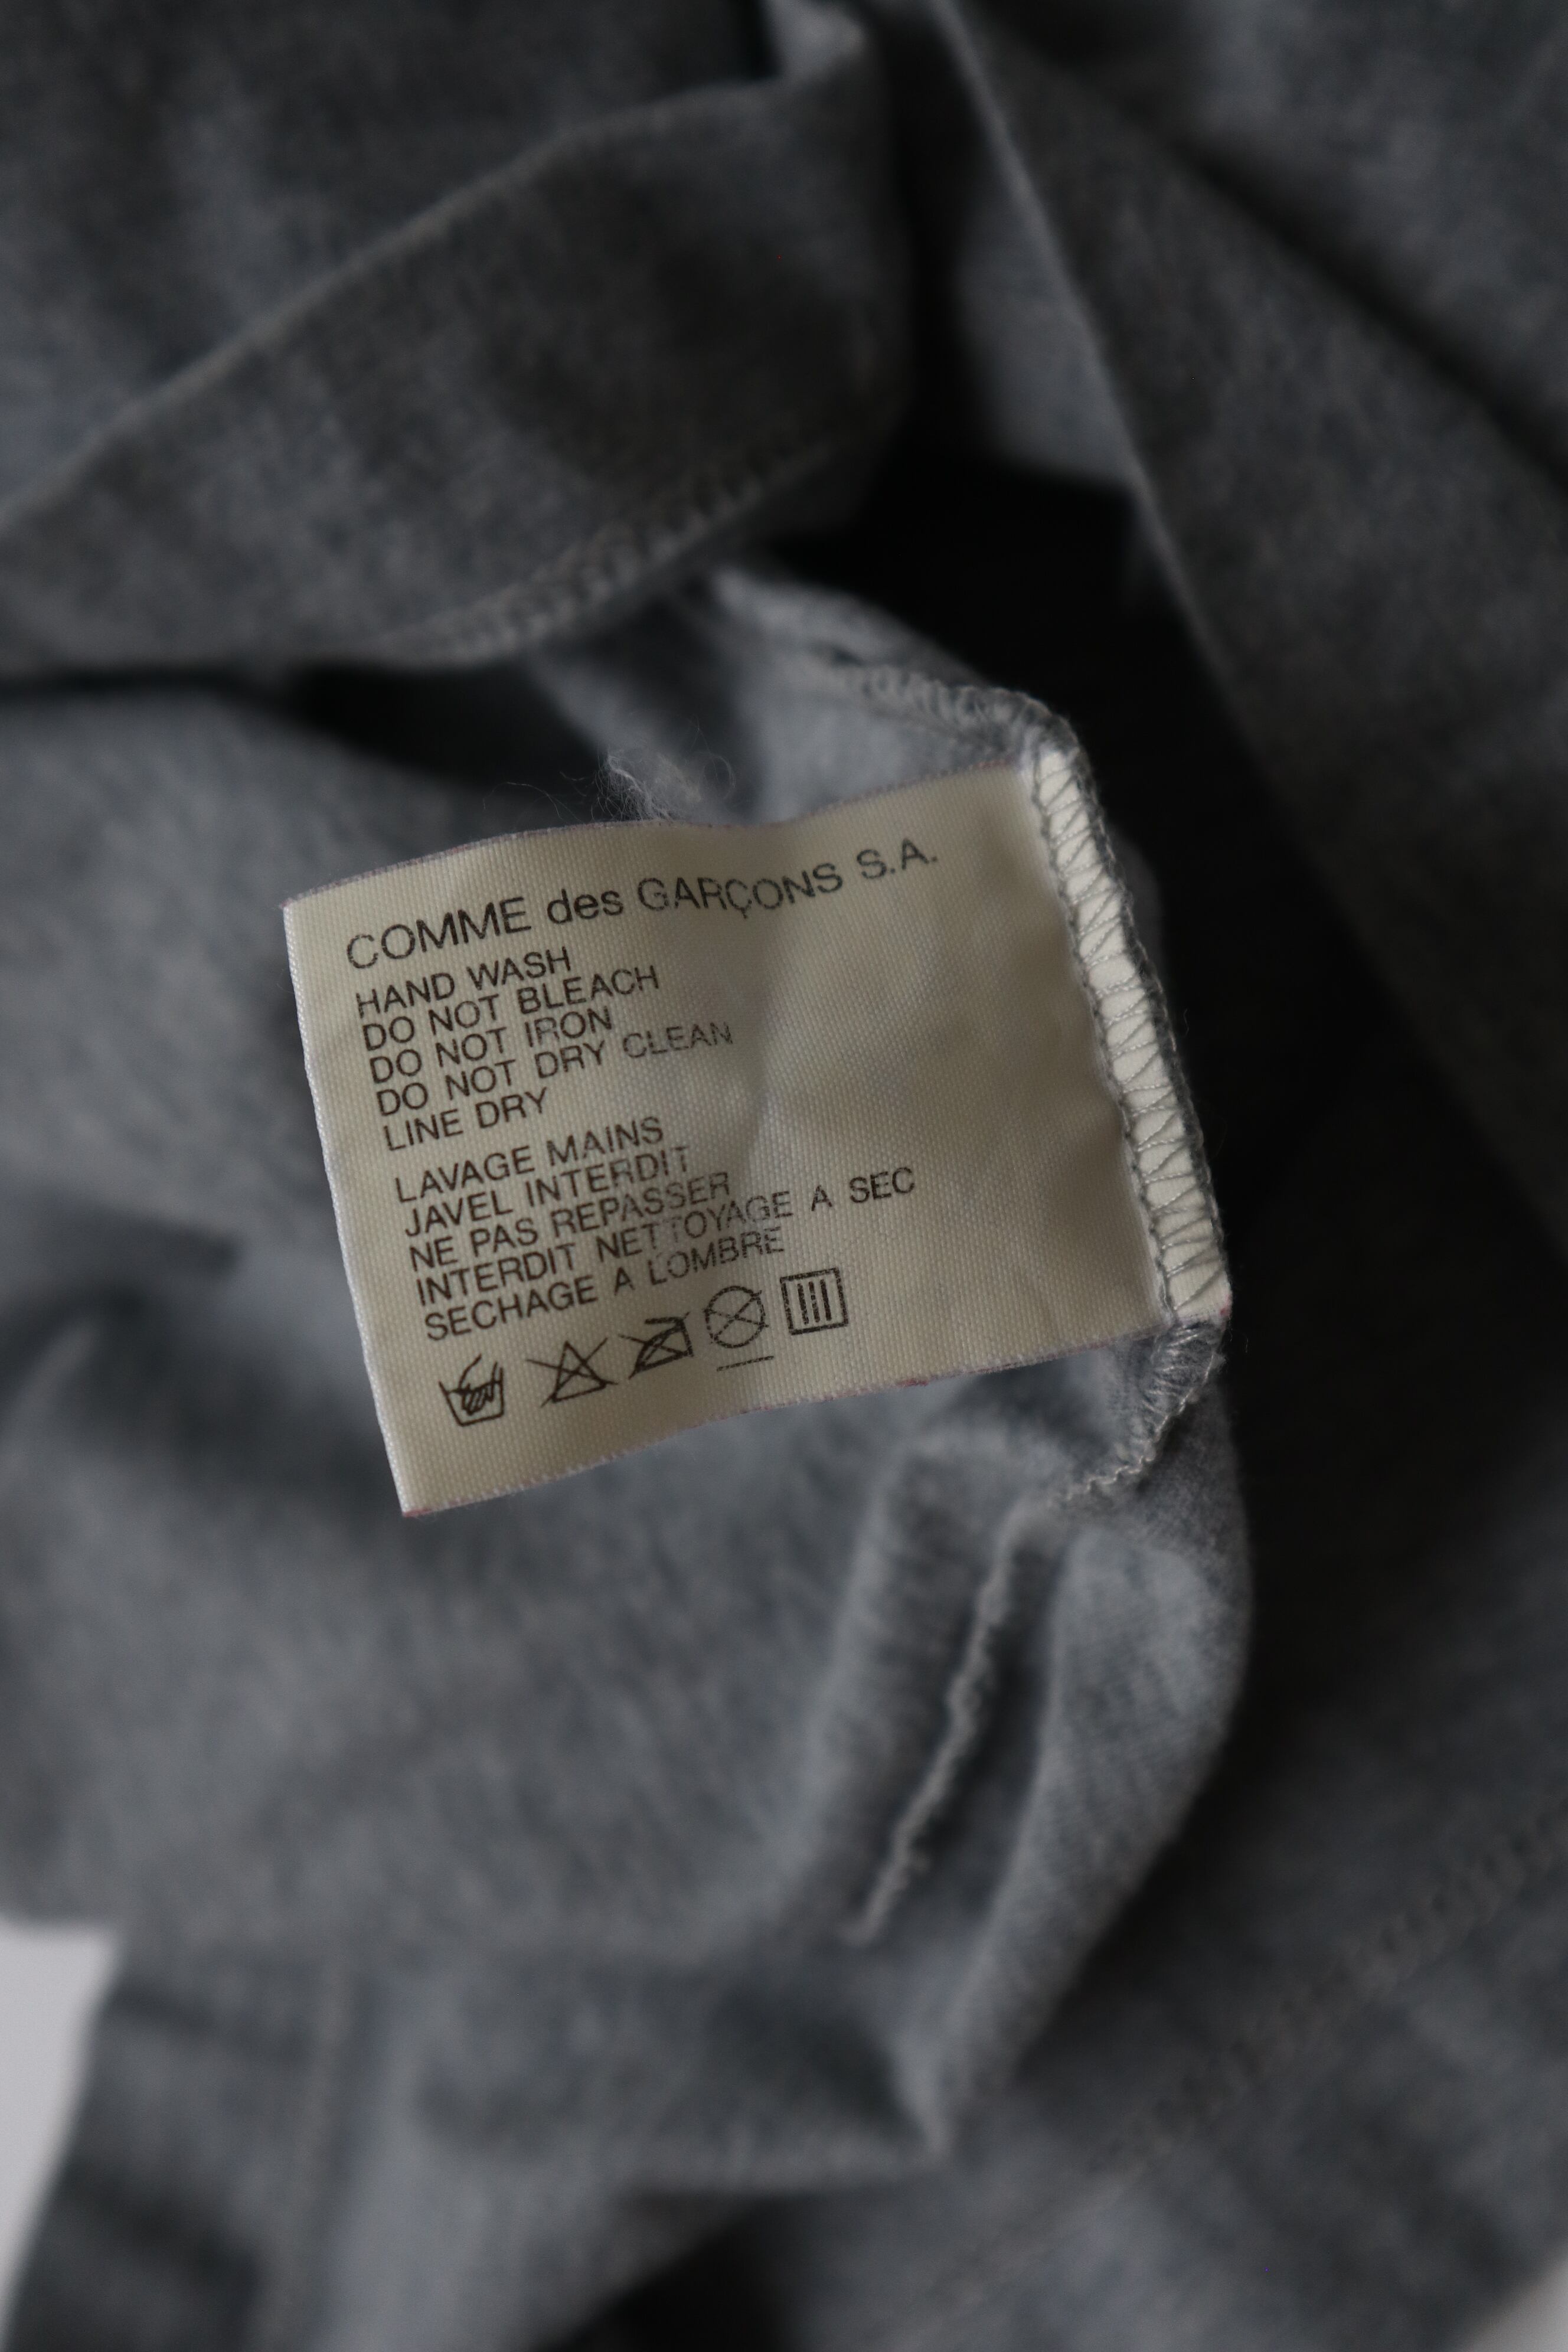 COMME des GARÇONS S.A.
HAND WASH
DO NOT BLEACH
DO NOT IRON
DO NOT DRY CLEAN
LINE DRY
LAVAGE MAINS
JAVEL INTERDIT
NE PAS REPASSER
INTERDIT NETTOYAGE A SEC
SECHAGE A LOMBRE